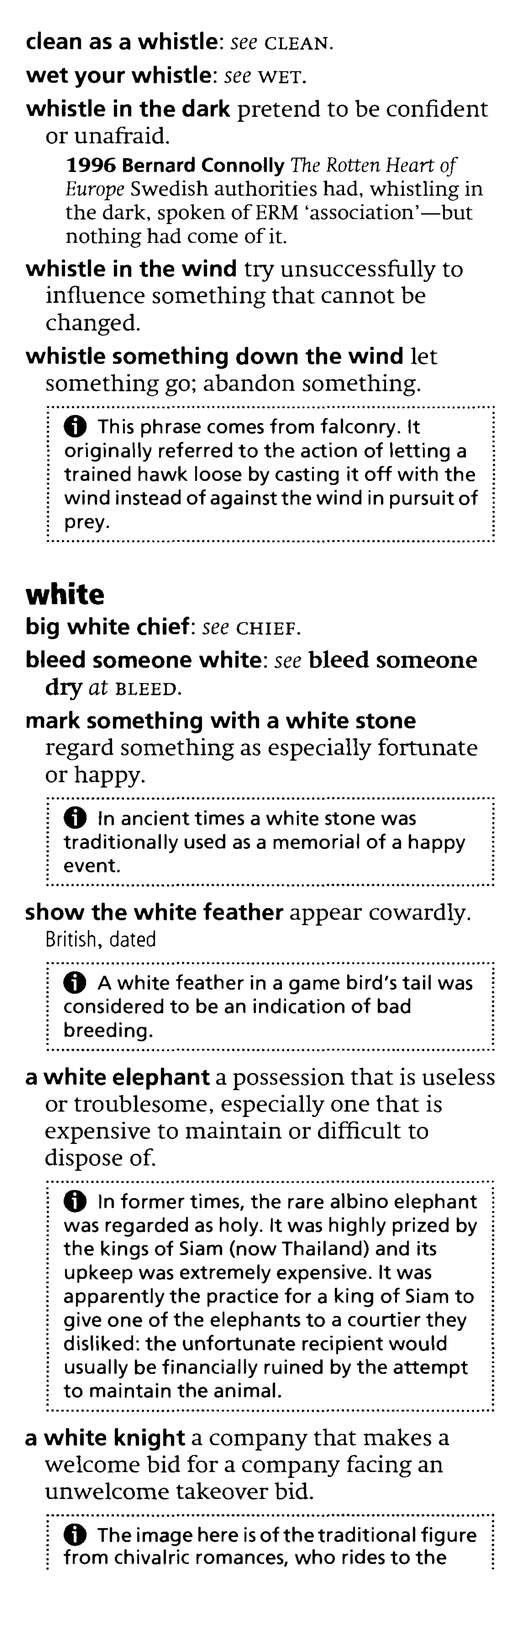 clean as a whistle: see CLEAN.
wet your whistle: see WET.
whistle in the dark pretend to be confident
or unafraid.
1996 Bernard Connolly The Rotten Heart of
Europe Swedish authorities had, whistling in
the dark, spoken of ERM ‘association’—but
nothing had come of it.
whistle in the wind try unsuccessfully to
influence something that cannot be
changed.
whistle something down the wind let
something go; abandon something.
This phrase comes from falconry. It
originally referred to the action of letting a
trained hawk loose by casting it off with the
wind instead of against the wind in pursuit of
prey.
white
big white chief: see CHIEF.
bleed someone white: see bleed someone
dry at BLEED.
mark something with a white stone
regard something as especially fortunate
or happy.
In ancient times a white stone was
traditionally used as a memorial of a happy
event.
show the white feather appear cowardly.
British, dated
A white feather in a game bird's tail was
considered to be an indication of bad
breeding.
a white elephant a possession that is useless
or troublesome, especially one that is
expensive to maintain or difficult to
dispose of.
In former times, the rare albino elephant
was regarded as holy. It was highly prized by
the kings of Siam (now Thailand) and its
upkeep was extremely expensive. It was
apparently the practice for a king of Siam to
give one of the elephants to a courtier they
disliked: the unfortunate recipient would
usually be financially ruined by the attempt
to maintain the animal.
a white knight a company that makes a
welcome bid for a company facing an
unwelcome takeover bid.
The image here is of the traditional figure
from chivalric romances, who rides to the